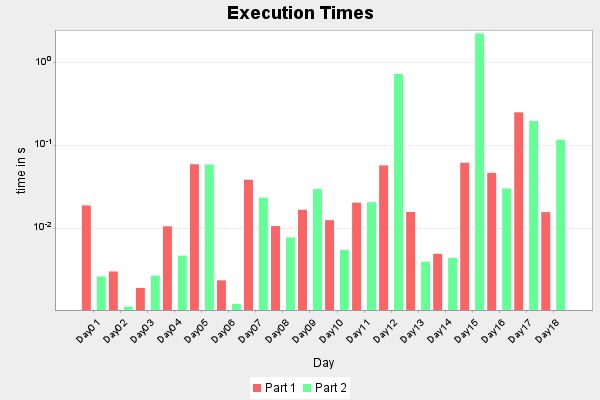 Execution Times
time in s
10⁰
10⁻¹
10⁻²
Day01 Day02 Day03 Day04 Day05 Day06 Day07 Day08 Day09 Day10 Day11 Day12 Day13 Day14 Day15 Day16 Day17 Day18
Day
Part 1 Part 2